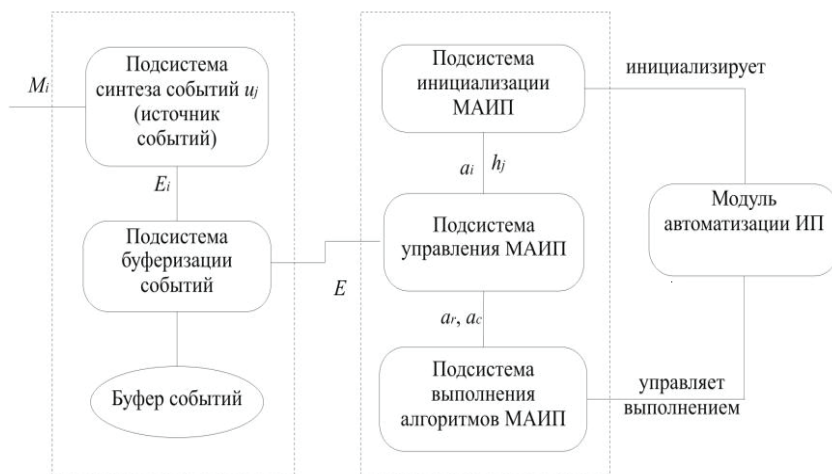 Mi
Подсистема
синтеза событий uj
(источник
событий)
Ei
Подсистема
буферизации
событий
Буфер событий
E
Подсистема
инициализации
МАИП
ai hj
Подсистема
управления МАИП
ar, ac
Подсистема
выполнения
алгоритмов МАИП
инициализирует
Модуль
автоматизации ИП
управляет
выполнением